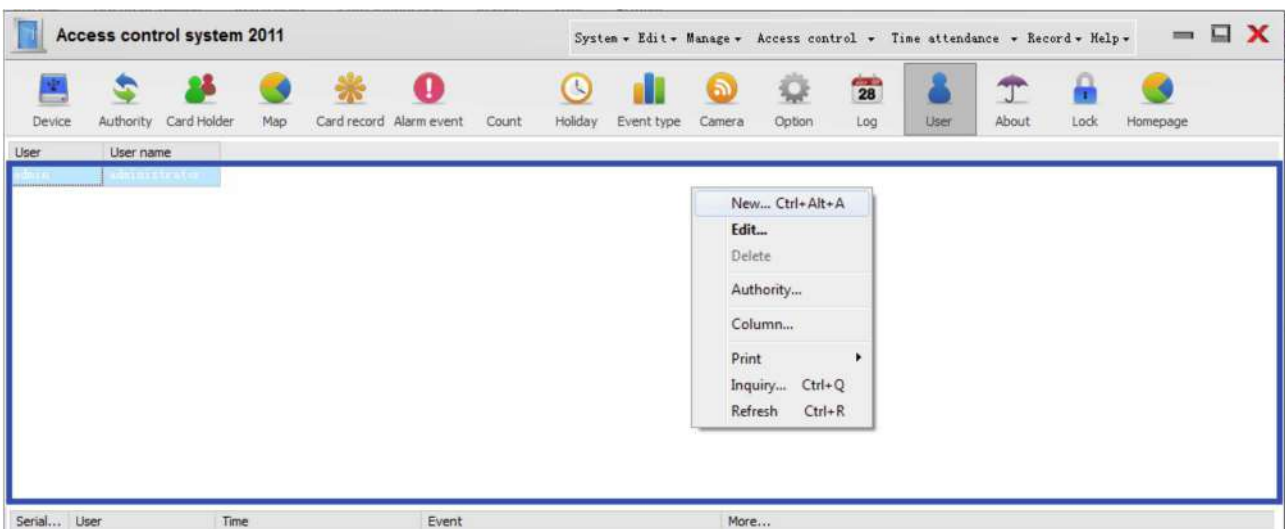 Access control system 2011
System Edit Manage Access control Time attendance Record Help
Device Authority Card Holder Map Card record Alarm event Count Holiday Event type Camera Option Log User About Lock Homepage
28
User User name
admin administrator
New... Ctrl+Alt+A
Edit...
Delete
Authority...
Column...
Print
Inquiry... Ctrl+Q
Refresh Ctrl+R
Serial... User Time Event More...